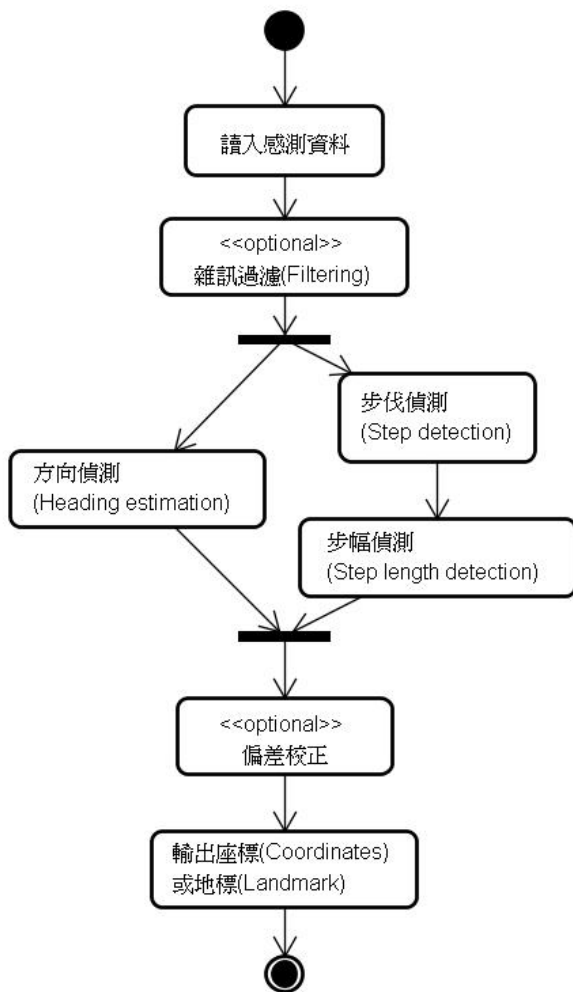 讀入感測資料
<<optional>>
雜訊過濾(Filtering)
步伐偵測
(Step detection)
方向偵測
(Heading estimation)
步幅偵測
(Step length detection)
<<optional>>
偏差校正
輸出座標(Coordinates)
或地標(Landmark)